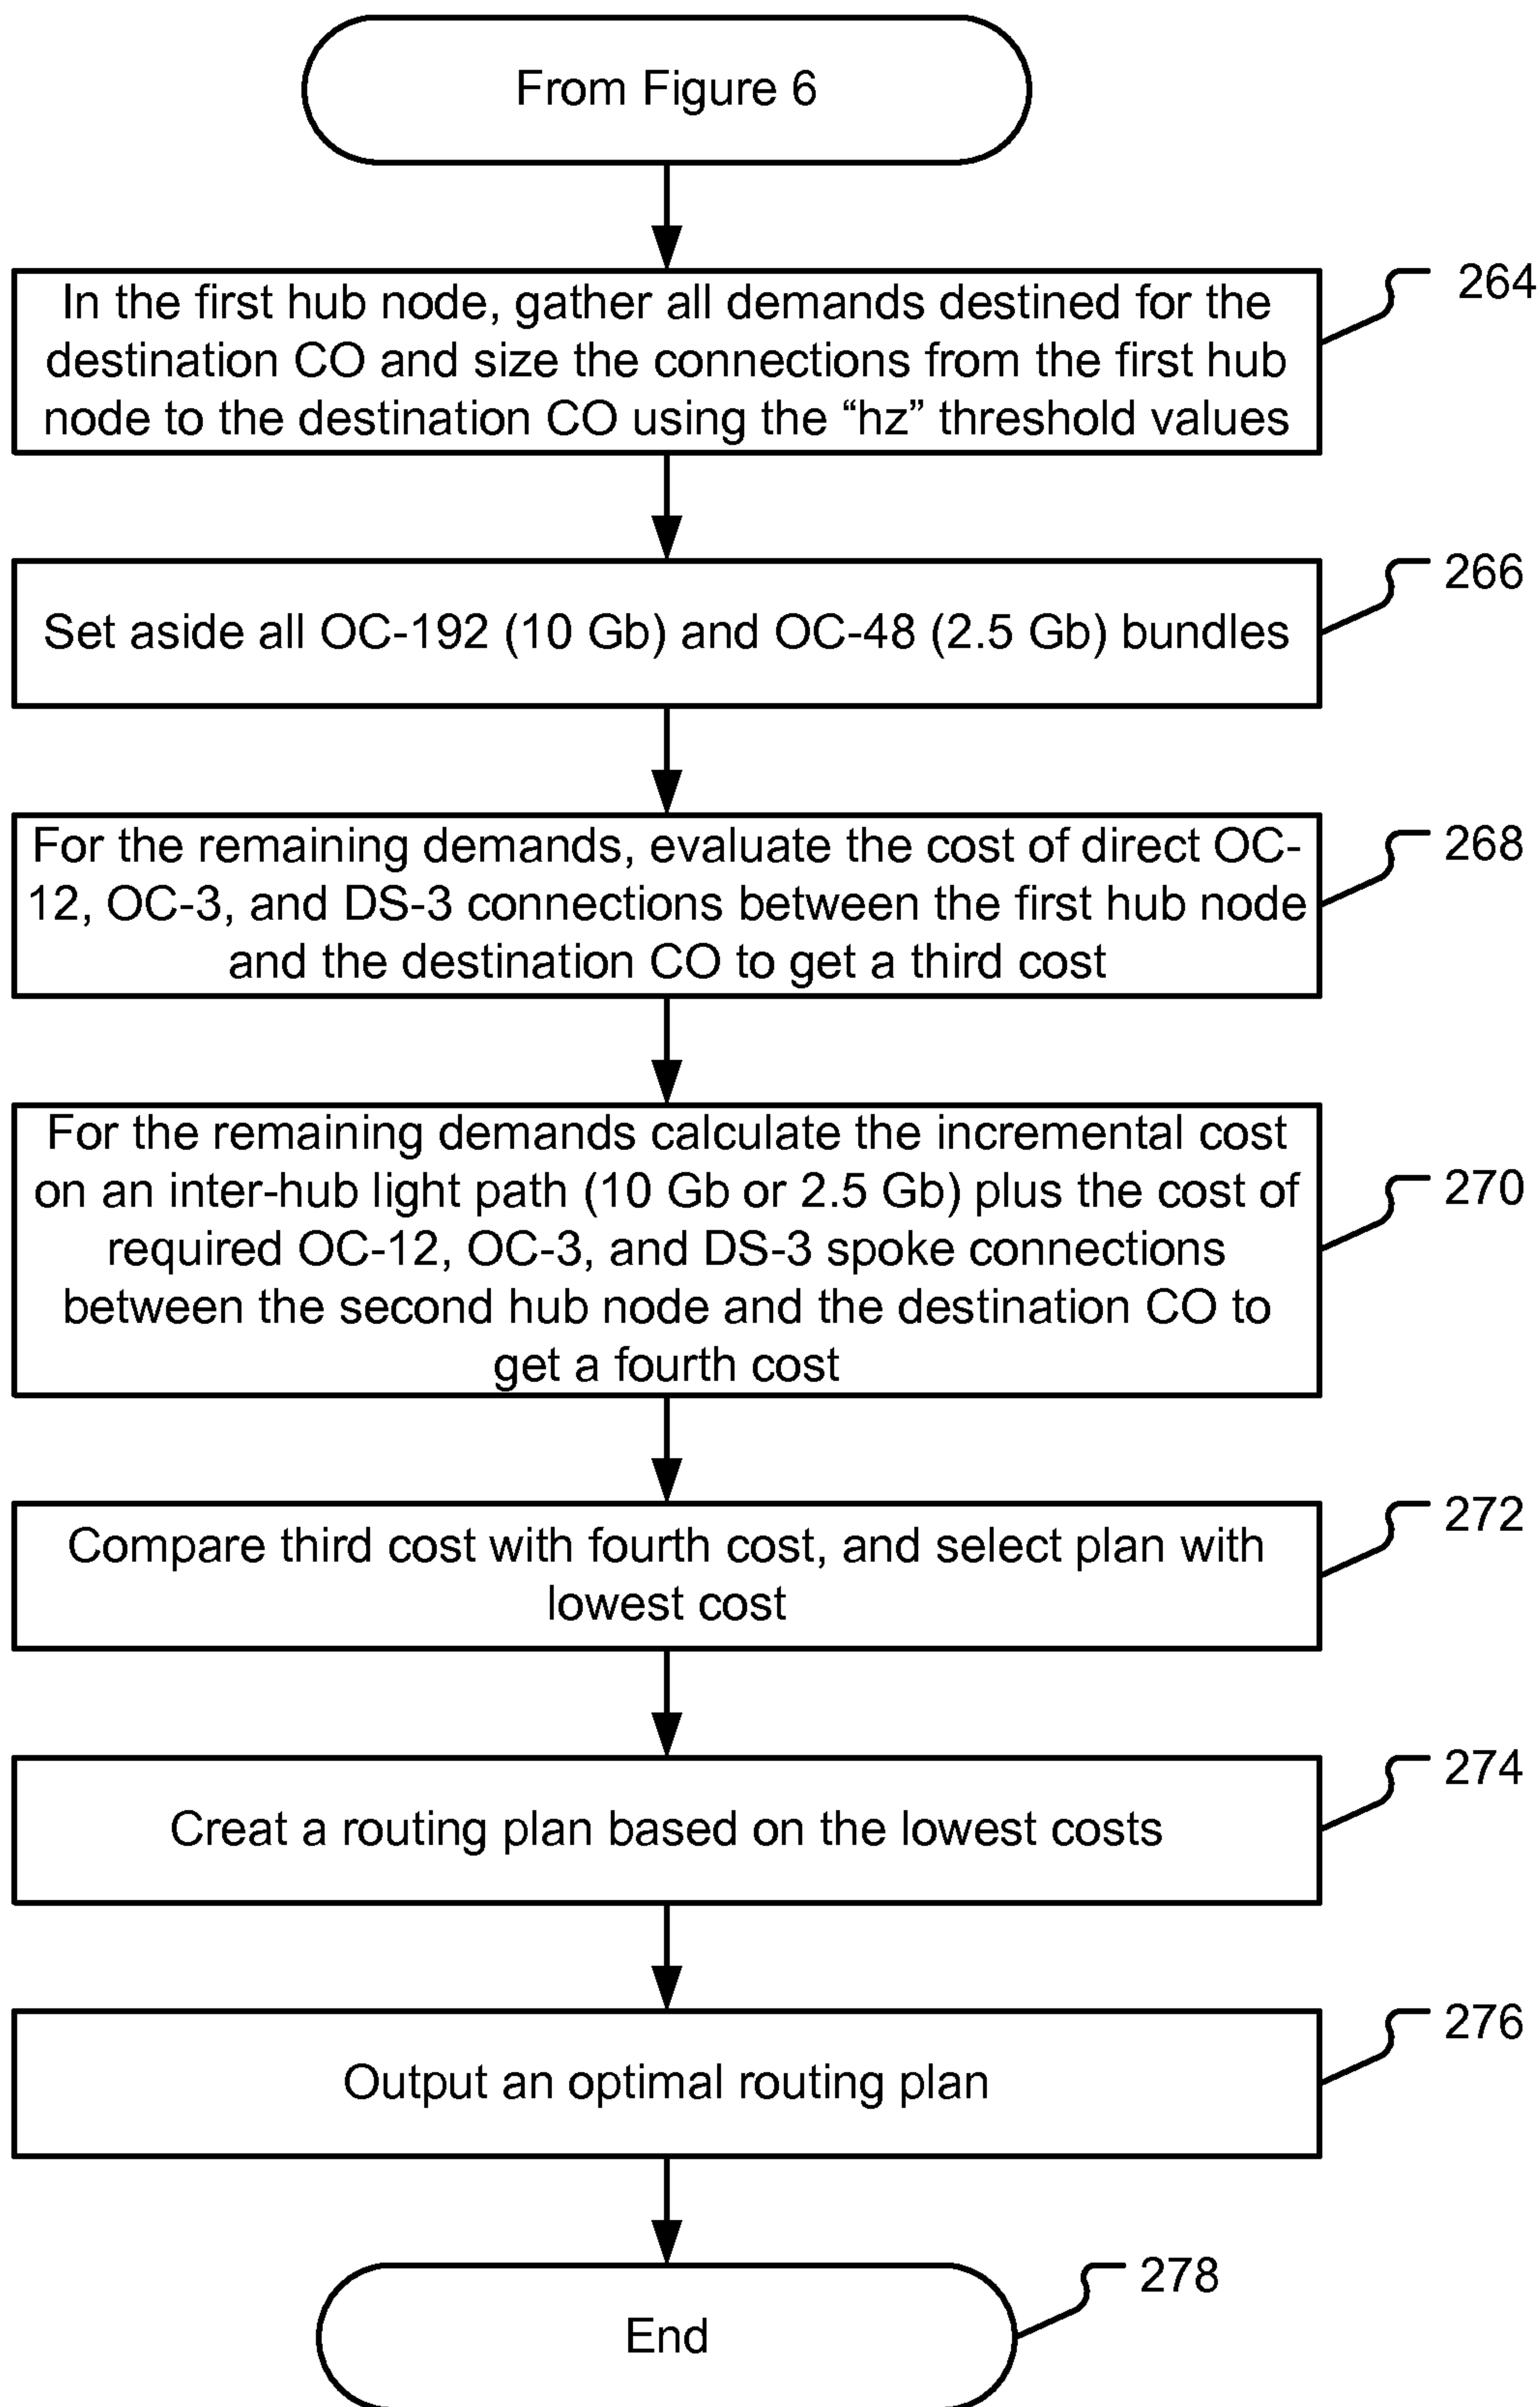 From Figure 6
In the first hub node, gather all demands destined for the
destination CO and size the connections from the first hub
node to the destination CO using the “hz” threshold values
264
Set aside all OC-192 (10 Gb) and OC-48 (2.5 Gb) bundles
266
For the remaining demands, evaluate the cost of direct OC-
12, OC-3, and DS-3 connections between the first hub node
and the destination CO to get a third cost
268
For the remaining demands calculate the incremental cost
on an inter-hub light path (10 Gb or 2.5 Gb) plus the cost of
required OC-12, OC-3, and DS-3 spoke connections
between the second hub node and the destination CO to
get a fourth cost
270
Compare third cost with fourth cost, and select plan with
lowest cost
272
Creat a routing plan based on the lowest costs
274
Output an optimal routing plan
276
End
278